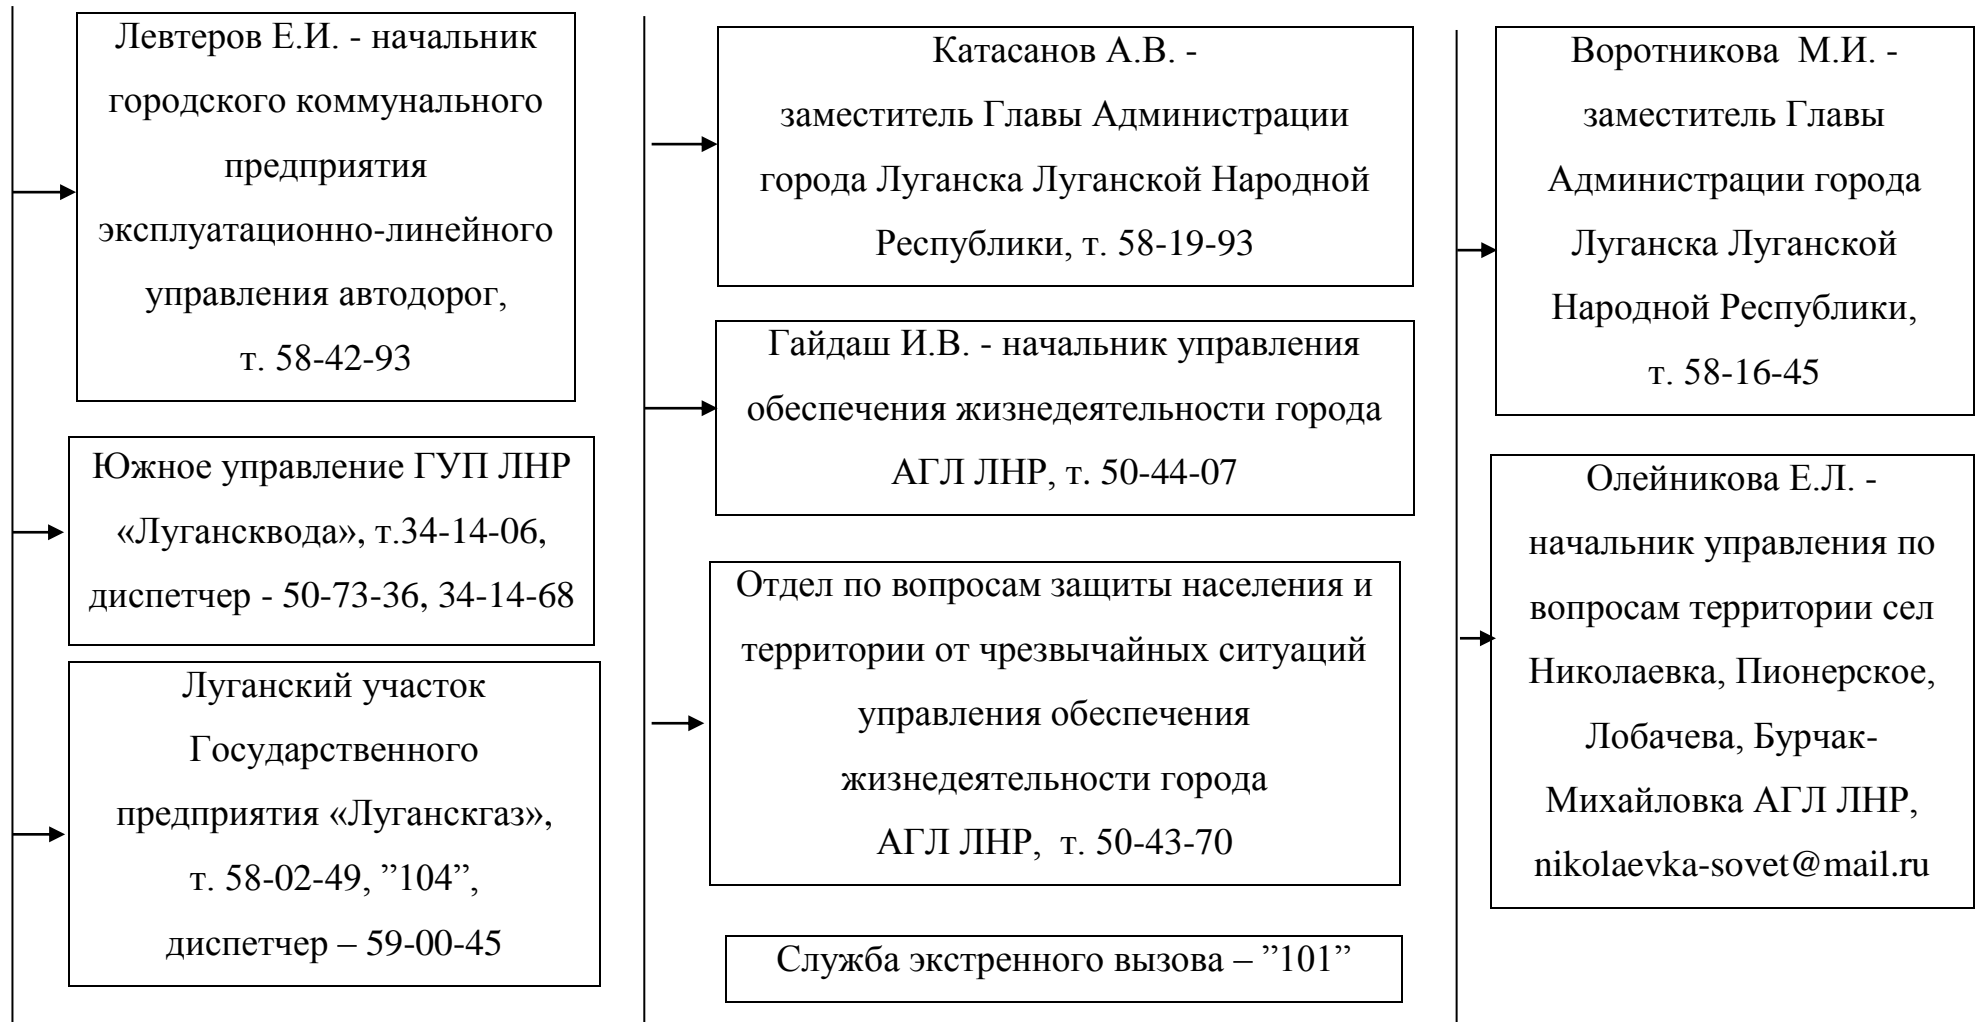 Левтеров Е.И. - начальник
городского коммунального
предприятия
эксплуатационно-линейного
управления автодорог,
т. 58-42-93
Южное управление ГУП ЛНР
«Лугансквода», т.34-14-06,
диспетчер - 50-73-36, 34-14-68
Луганский участок
Государственного
предприятия «Луганскгаз»,
т. 58-02-49, ”104”,
диспетчер – 59-00-45
Катасанов А.В. -
заместитель Главы Администрации
города Луганска Луганской Народной
Республики, т. 58-19-93
Гайдаш И.В. - начальник управления
обеспечения жизнедеятельности города
АГЛ ЛНР, т. 50-44-07
Отдел по вопросам защиты населения и
территории от чрезвычайных ситуаций
управления обеспечения
жизнедеятельности города
АГЛ ЛНР, т. 50-43-70
Служба экстренного вызова – ”101”
Воротникова М.И. -
заместитель Главы
Администрации города
Луганска Луганской
Народной Республики,
т. 58-16-45
Олейникова Е.Л. -
начальник управления по
вопросам территории сел
Николаевка, Пионерское,
Лобачева, Бурчак-
Михайловка АГЛ ЛНР,
nikolaevka-sovet@mail.ru